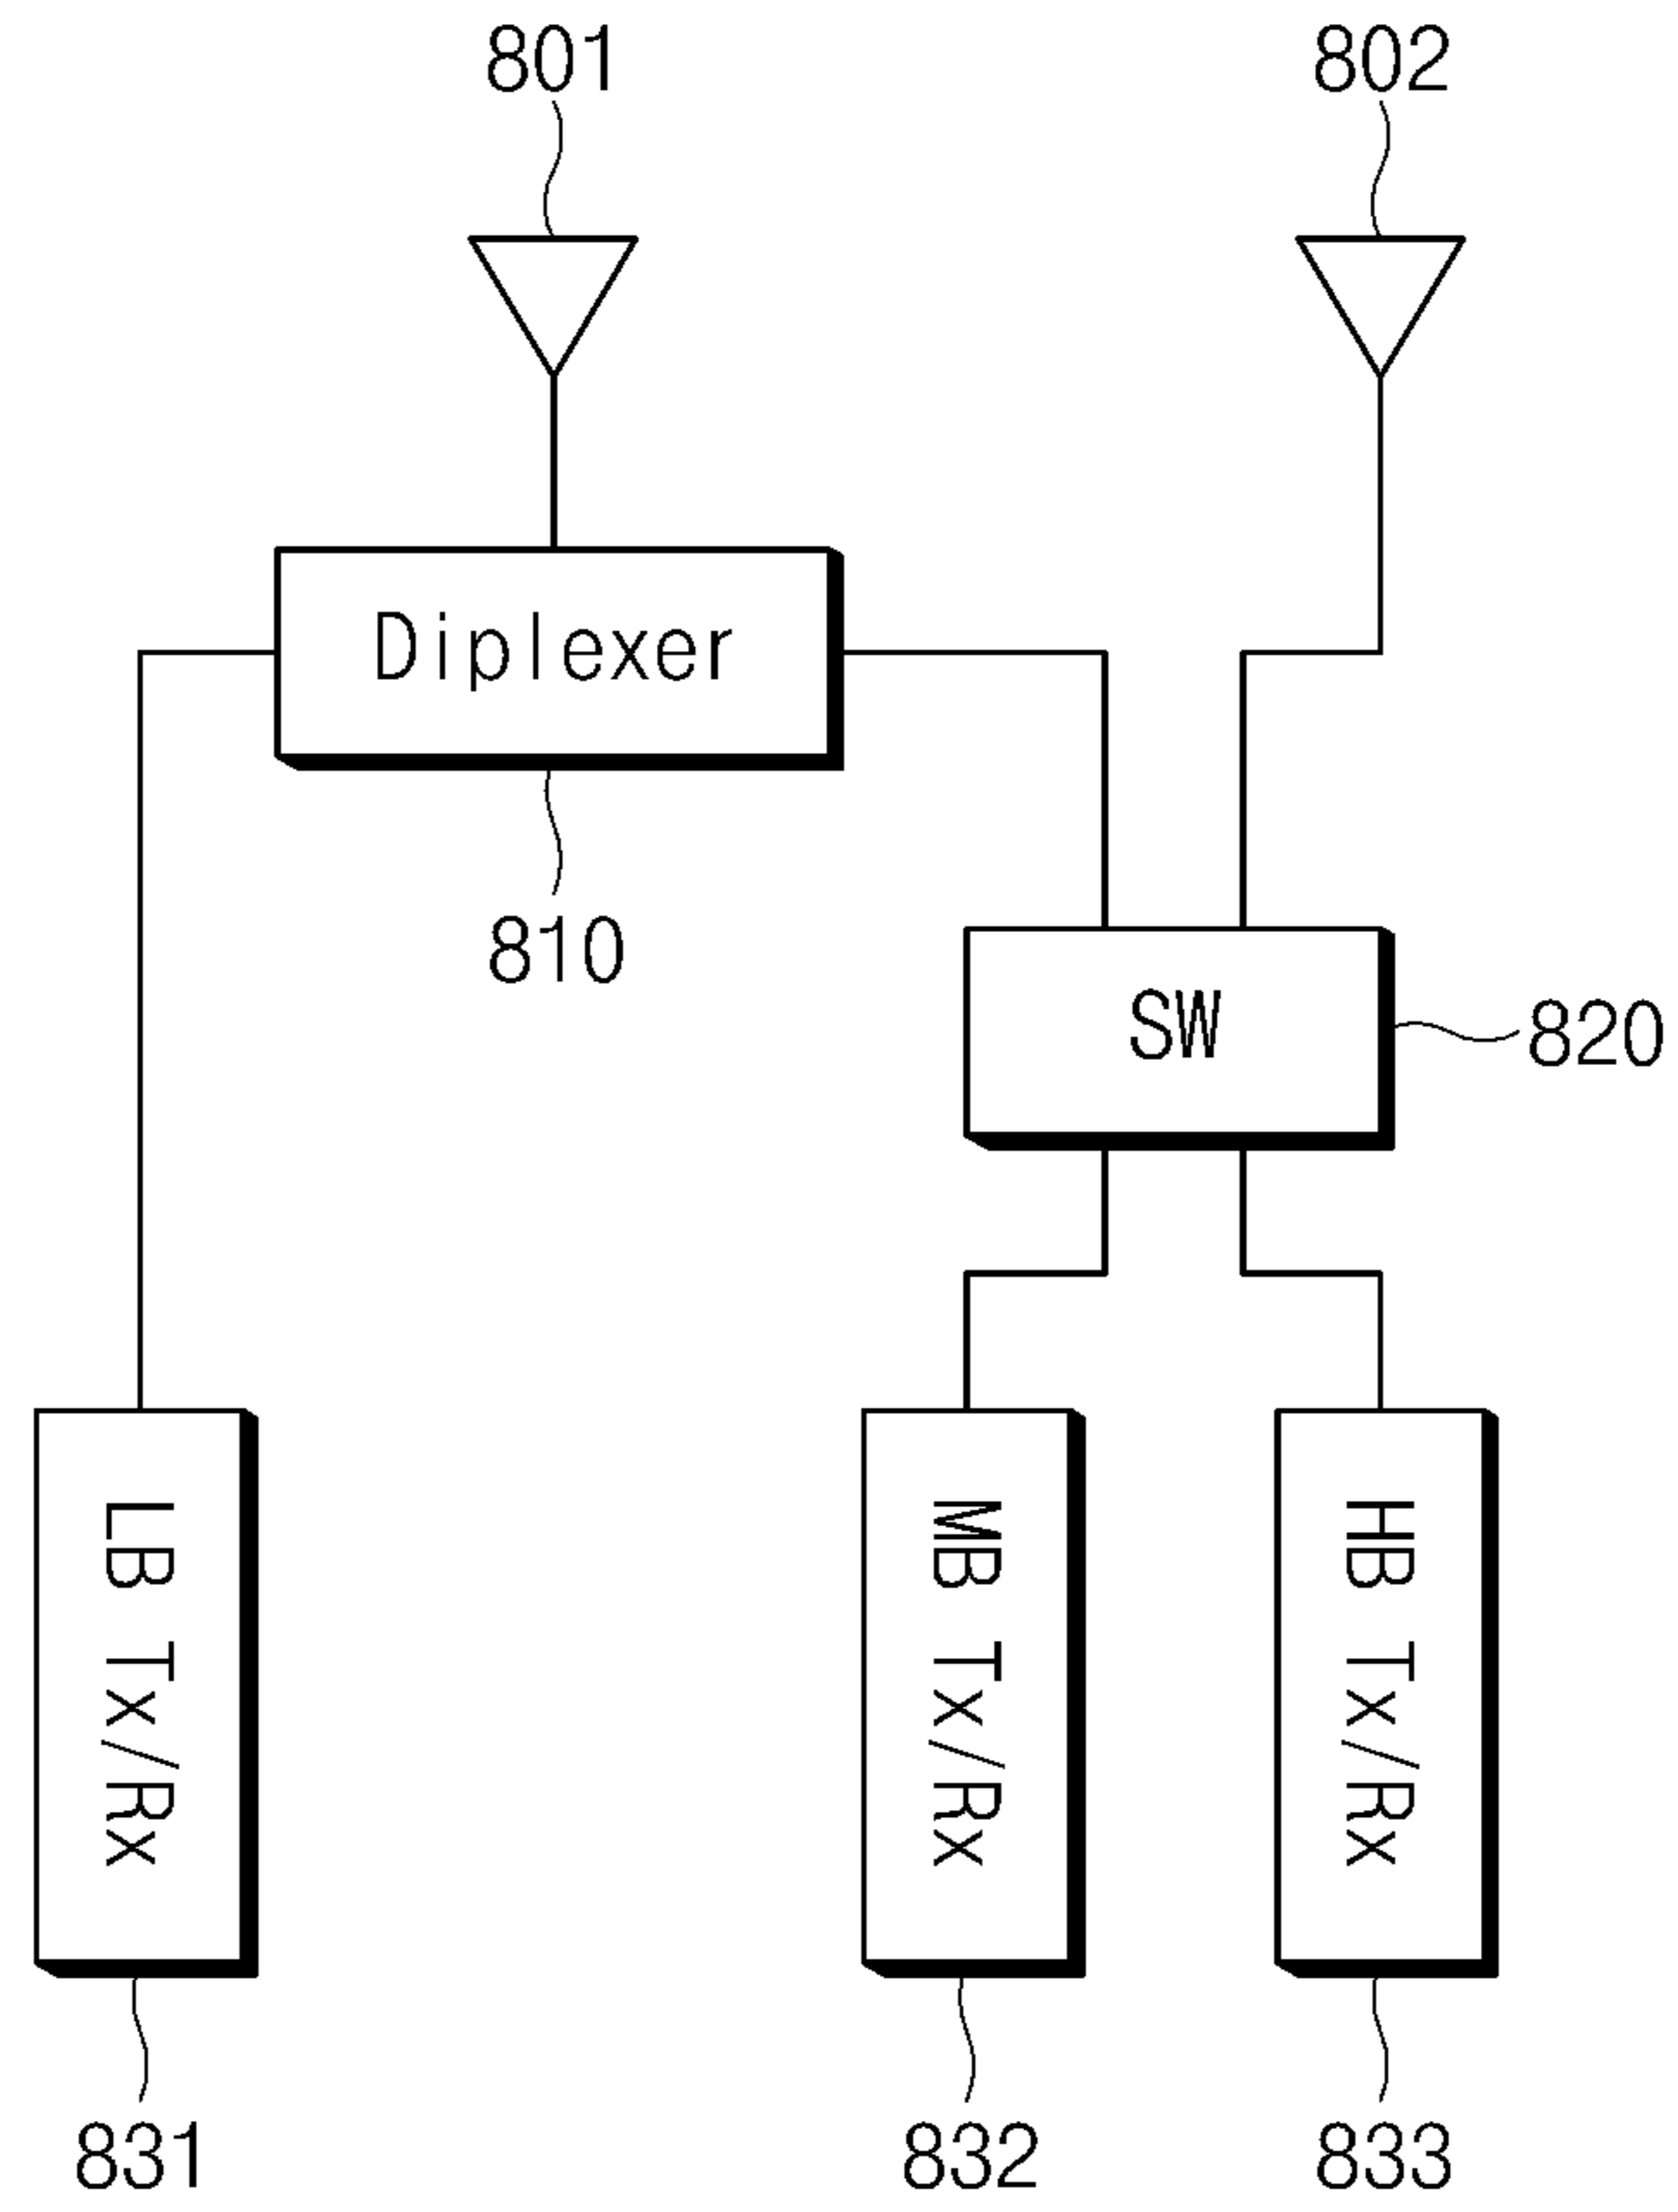 801
802
Diplexer
810
SW
820
LB Tx/Rx
MB Tx/Rx
HB Tx/Rx
831
832
833